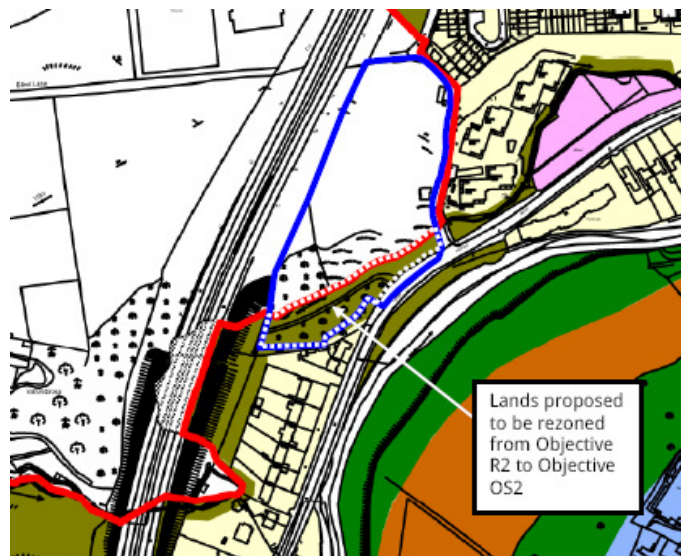 Lands proposed
to be rezoned
from Objective
R2 to Objective
OS2